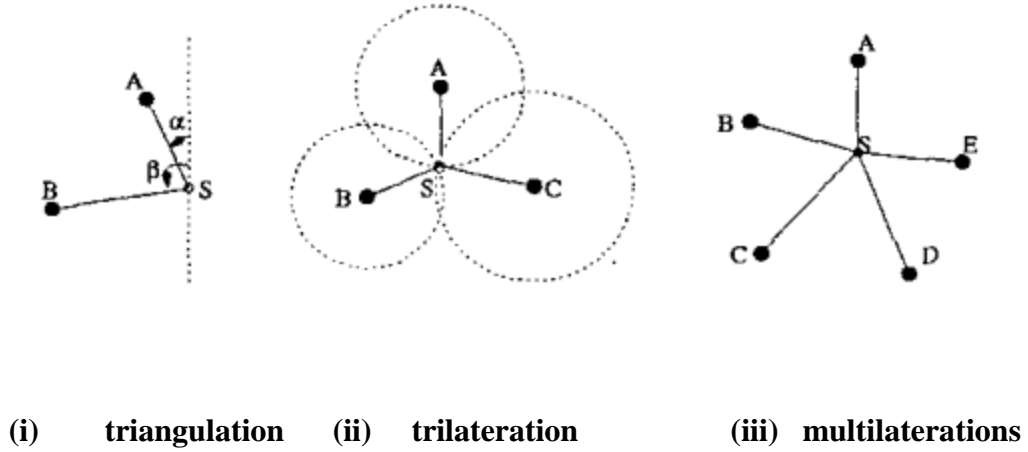 A
α
β
B
S
A
B
S
C
A
B
S
E
C
D
(i) triangulation (ii) trilateration (iii) multilaterations